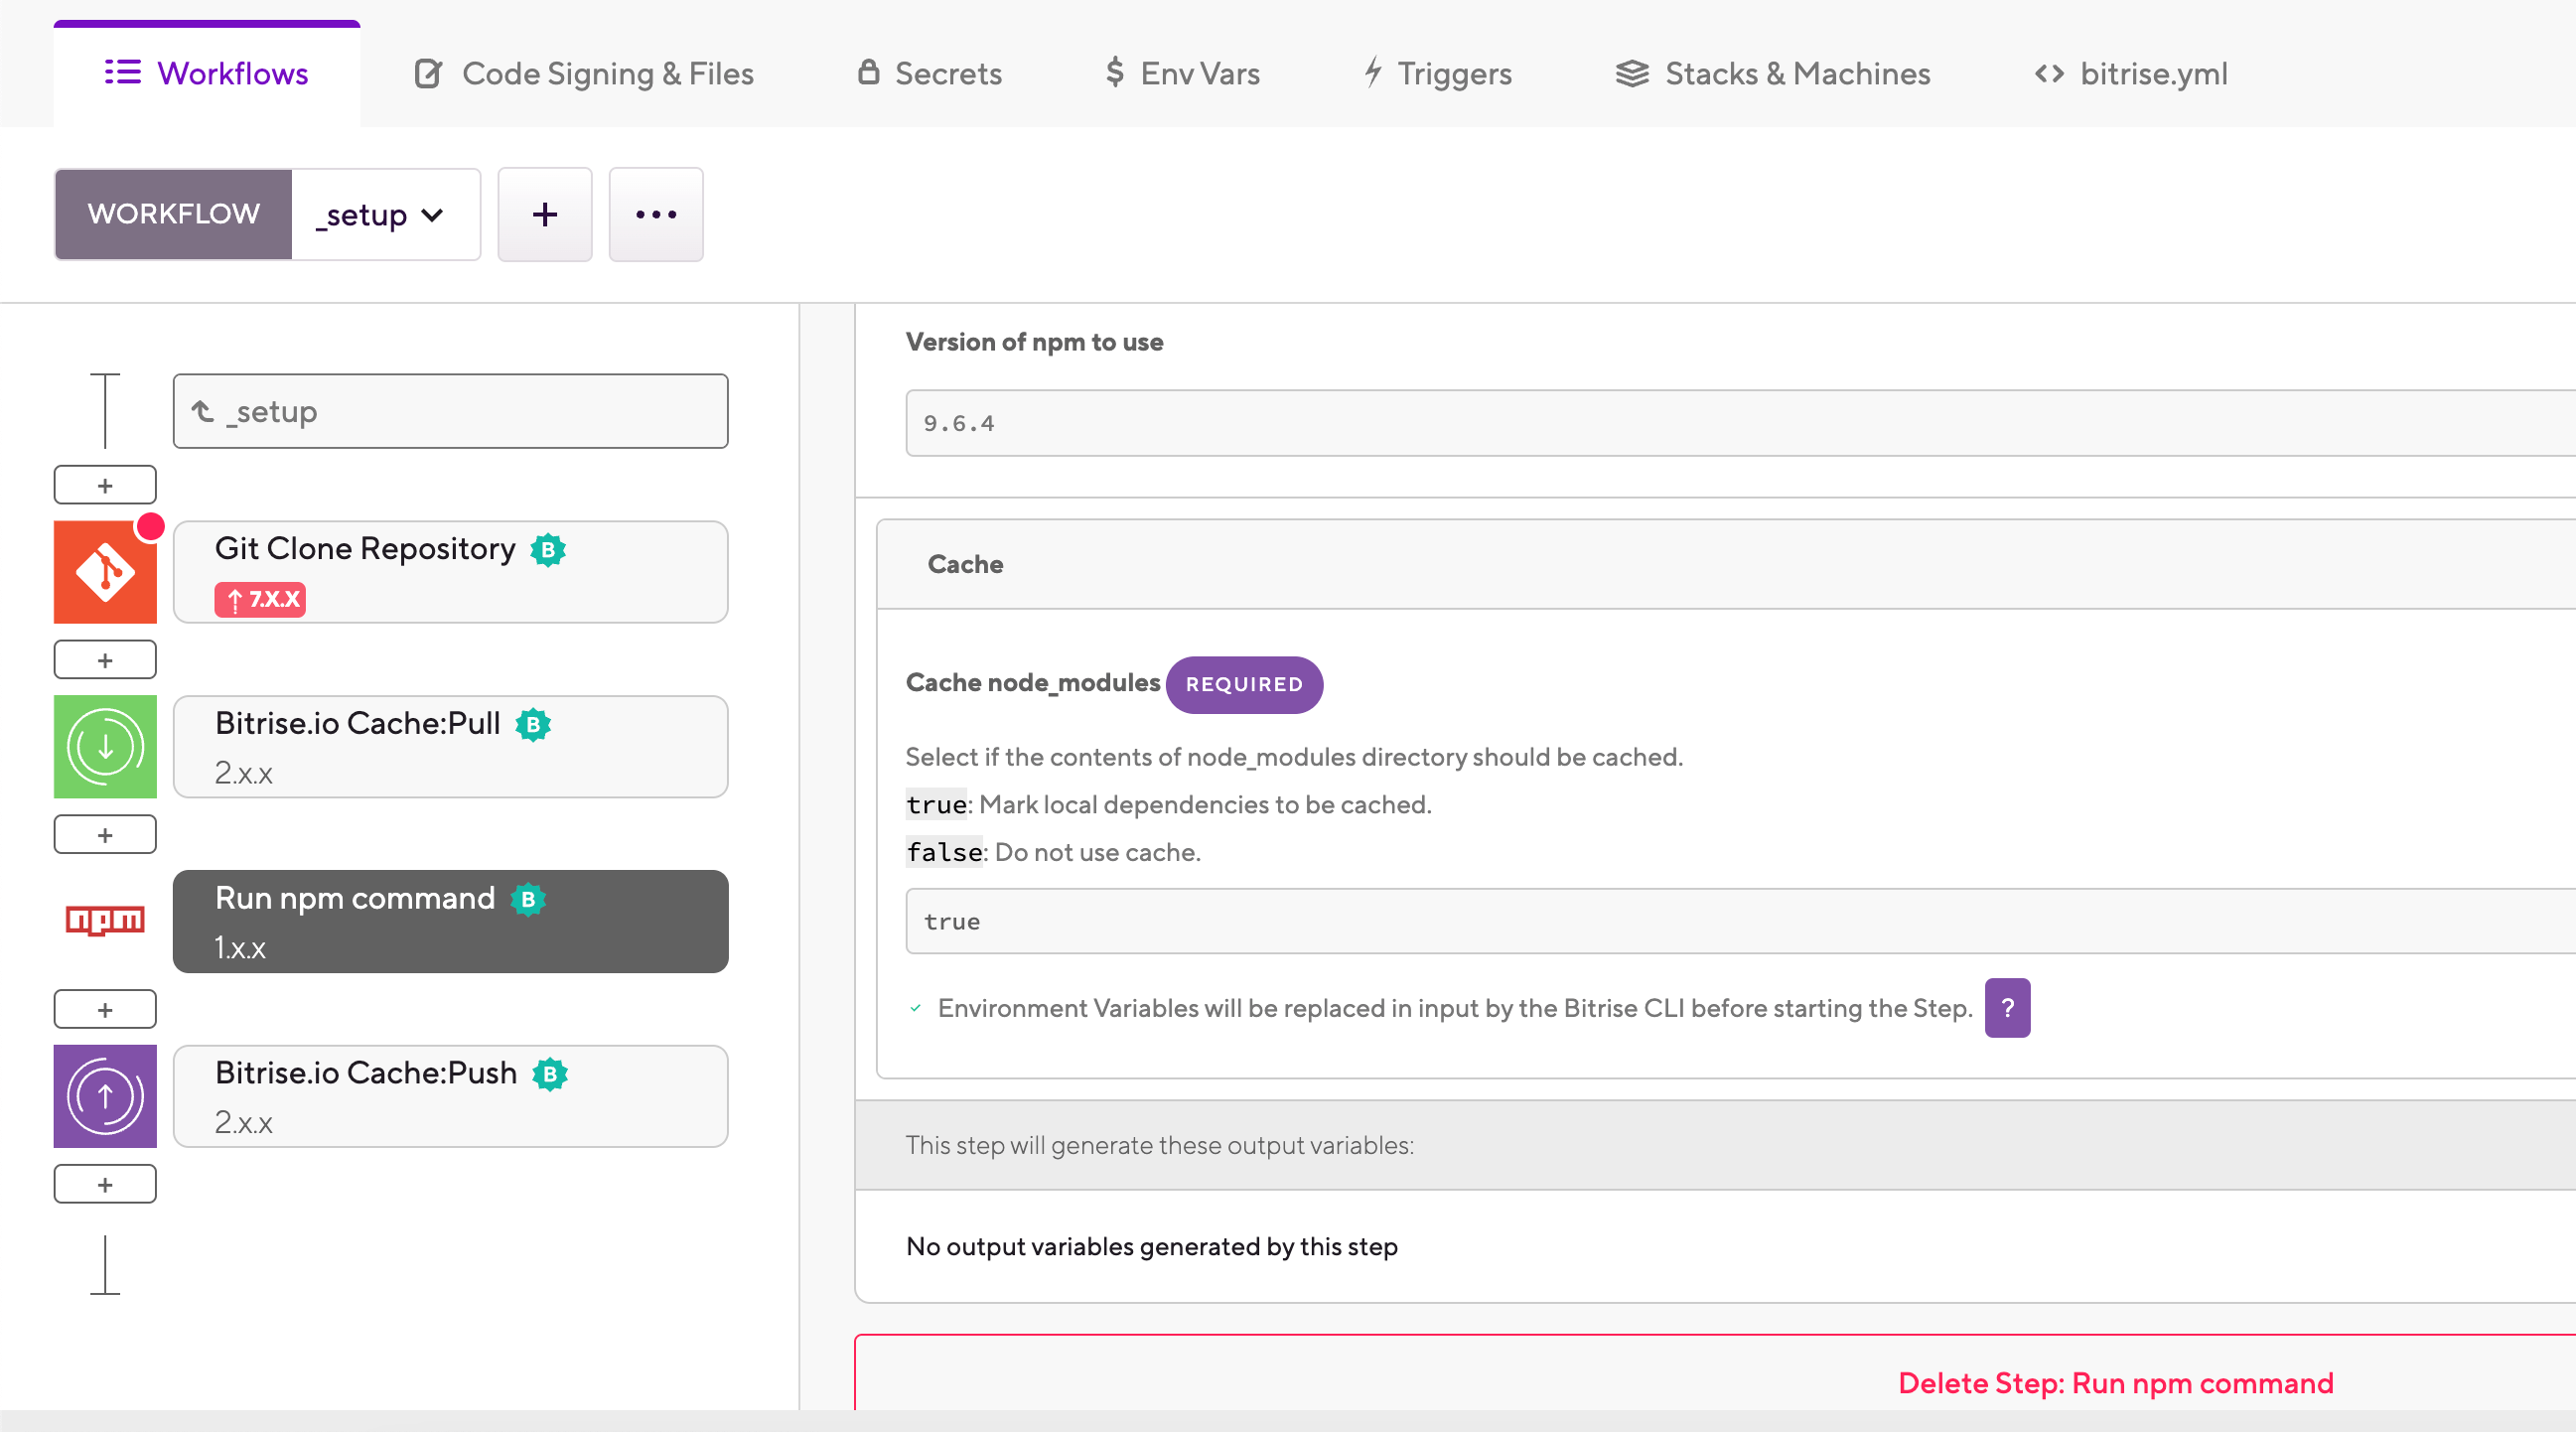 Workflows
Code Signing & Files
Secrets
$ Env Vars
Triggers
Stacks & Machines
<> bitrise.yml
WORKFLOW
_setup
+
...
_setup
+
Git Clone Repository B
7.X.X
+
Bitrise.io Cache:Pull B
2.x.x
+
npm
Run npm command B
1.x.x
+
Bitrise.io Cache:Push B
2.x.x
+
Version of npm to use
9.6.4
Cache
Cache node_modules REQUIRED
Select if the contents of node_modules directory should be cached.
true: Mark local dependencies to be cached.
false: Do not use cache.
true
Environment Variables will be replaced in input by the Bitrise CLI before starting the Step. ?
This step will generate these output variables:
No output variables generated by this step
Delete Step: Run npm command